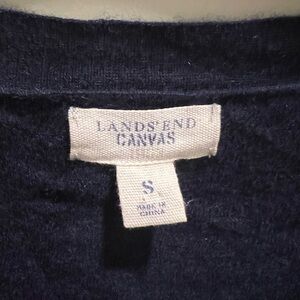 LANDS' END
CANVAS
S
MADE IN
CHINA